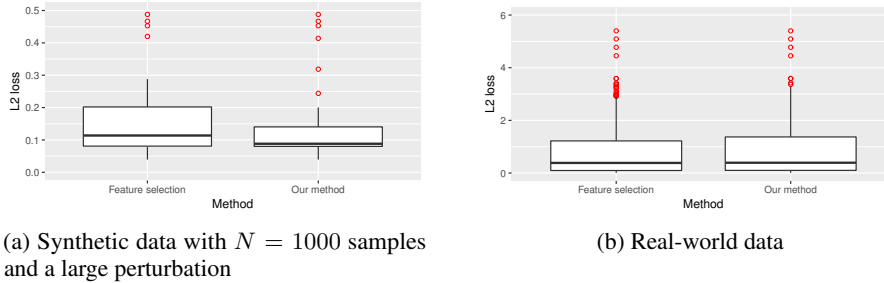 0.5
0.4
0.3
0.2
0.1
0.0
L2 loss
Feature selection
Our method
Method
6
4
2
0
L2 loss
Feature selection
Our method
Method
(a) Synthetic data with N = 1000 samples
and a large perturbation
(b) Real-world data